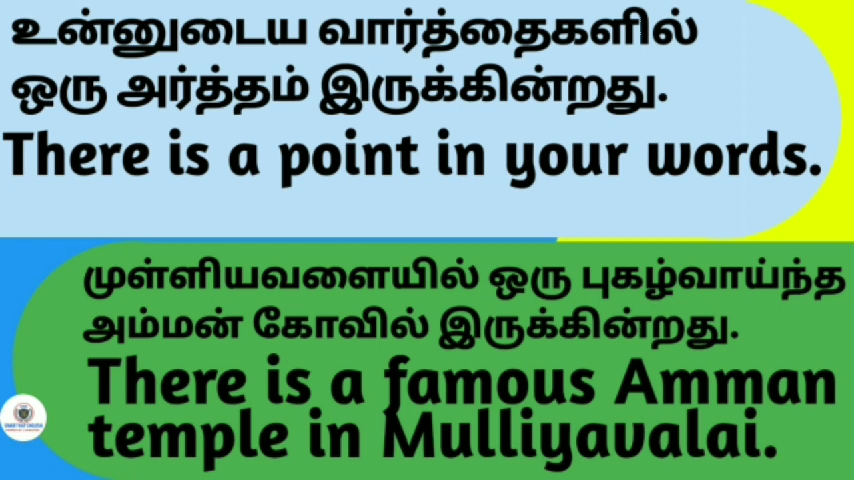 உன்னுடைய வார்த்தைகளில்
ஒரு அர்த்தம் இருக்கின்றது.
There is a point in your words.
முள்ளியவளையில் ஒரு புகழ்வாய்ந்த
அம்மன் கோவில் இருக்கின்றது.
There is a famous Amman
temple in Mulliyavalai.